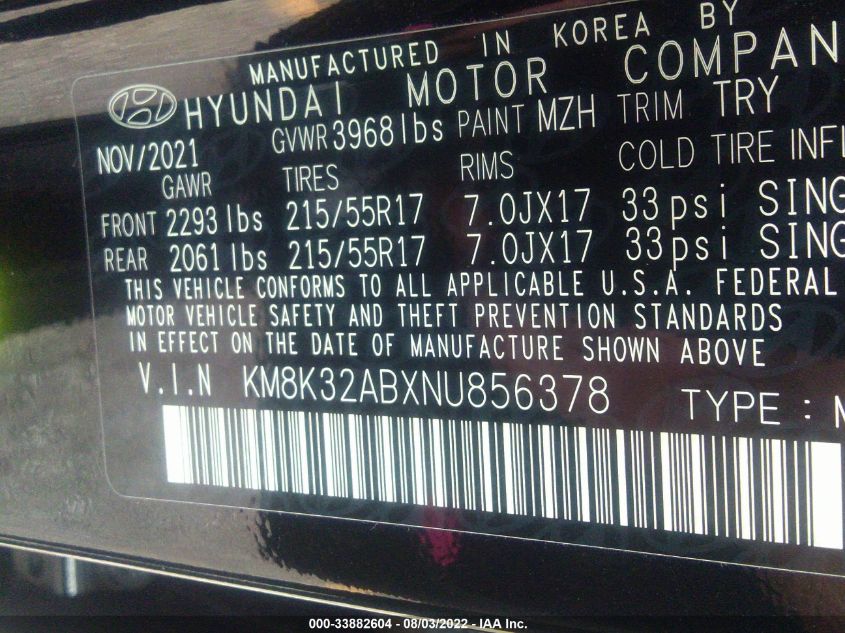 MANUFACTURED IN KOREA BY
HYUNDAI MOTOR COMPAN
NOV/2021 GVWR 3968 lbs PAINT MZH TRIM TRY
GAWR TIRES RIMS COLD TIRE INFL
FRONT 2293 lbs 215/55R17 7.0JX17 33psi SING
REAR 2061 lbs 215/55R17 7.0JX17 33psi SING
THIS VEHICLE CONFORMS TO ALL APPLICABLE U.S.A. FEDERAL
MOTOR VEHICLE SAFETY AND THEFT PREVENTION STANDARDS
IN EFFECT ON THE DATE OF MANUFACTURE SHOWN ABOVE
V.I.N KM8K32ABXNU856378 TYPE : M
000-33882604 - 08/03/2022 - IAA Inc.